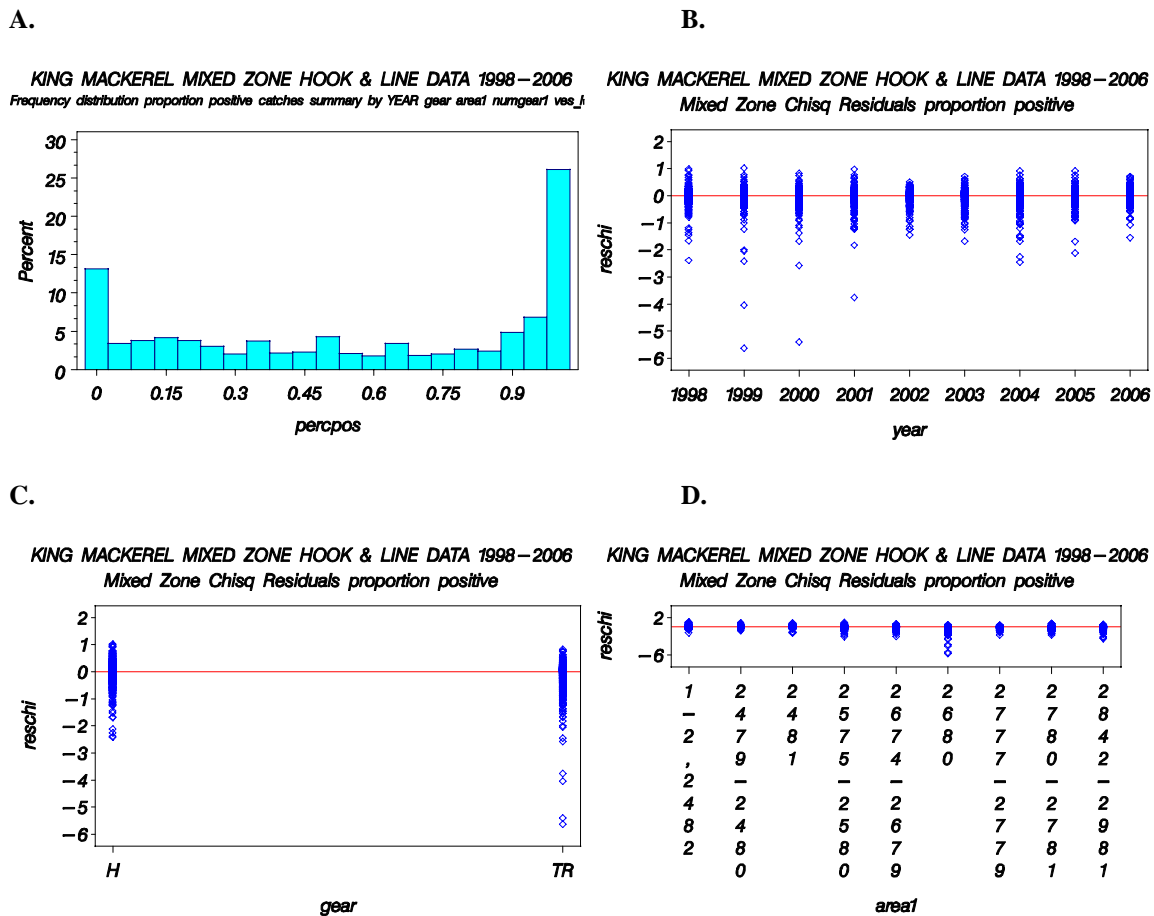 A.
KING MACKEREL MIXED ZONE HOOK & LINE DATA 1998–2006
Frequency distribution proportion positive catches summary by YEAR gear area1 numgear1
Percent
30
25
20
15
10
5
0
0 0.15 0.3 0.45 0.6 0.75 0.9
percpos
B.
KING MACKEREL MIXED ZONE HOOK & LINE DATA 1998–2006
Mixed Zone Chisq Residuals proportion positive
reschi
2
1
0
−1
−2
−3
−4
−5
−6
1998 1999 2000 2001 2002 2003 2004 2005 2006
year
C.
KING MACKEREL MIXED ZONE HOOK & LINE DATA 1998–2006
Mixed Zone Chisq Residuals proportion positive
reschi
2
1
0
−1
−2
−3
−4
−5
−6
H TR
gear
D.
KING MACKEREL MIXED ZONE HOOK & LINE DATA 1998–2006
Mixed Zone Chisq Residuals proportion positive
reschi
2
−6
1–2,2482
2479–2480
2481
2575–2580
2674–2679
2680
2777–2779
2780–2781
2842–2981
area1